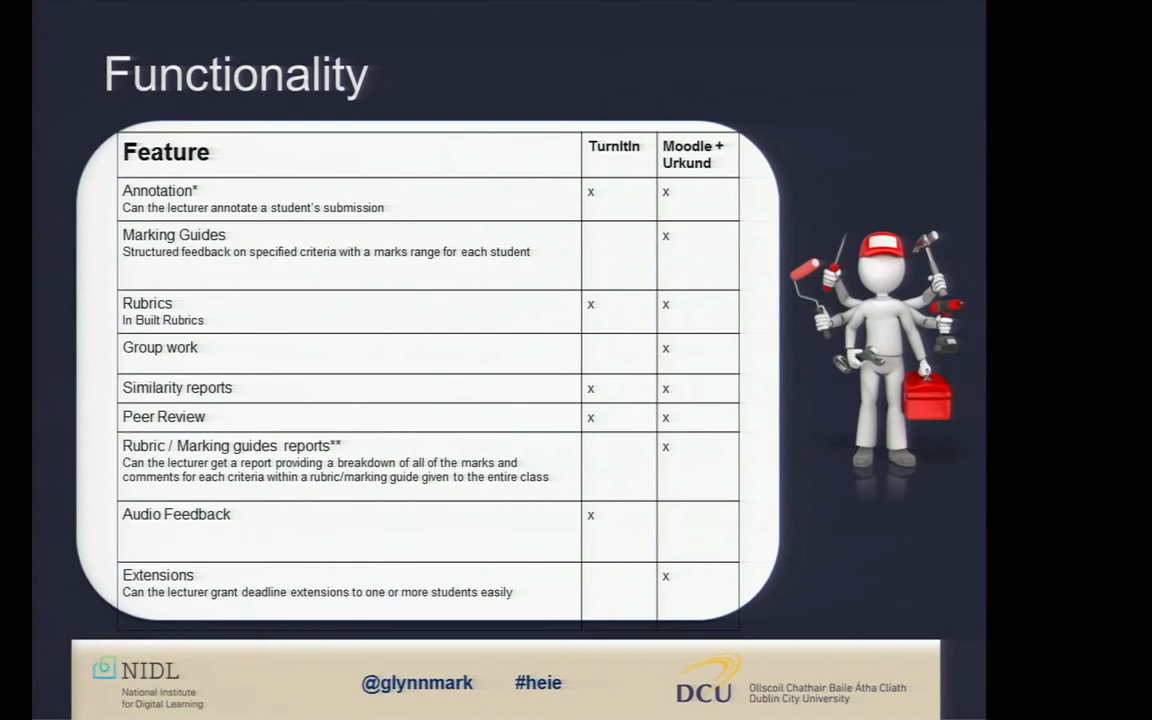 Functionality
Feature TurnItIn Moodle +
Urkund
Annotation* x x
Can the lecturer annotate a student's submission
Marking Guides x
Structured feedback on specified criteria with a marks range for each student
Rubrics x x
In Built Rubrics
Group work x
Similarity reports x x
Peer Review x x
Rubric / Marking guides reports** x
Can the lecturer get a report providing a breakdown of all of the marks and
comments for each criteria within a rubric/marking guide given to the entire class
Audio Feedback x
Extensions x
Can the lecturer grant deadline extensions to one or more students easily
NIDL
National Institute
for Digital Learning
@glynnmark #heie
DCU
Ollscoil Chathair Baile Átha Cliath
Dublin City University